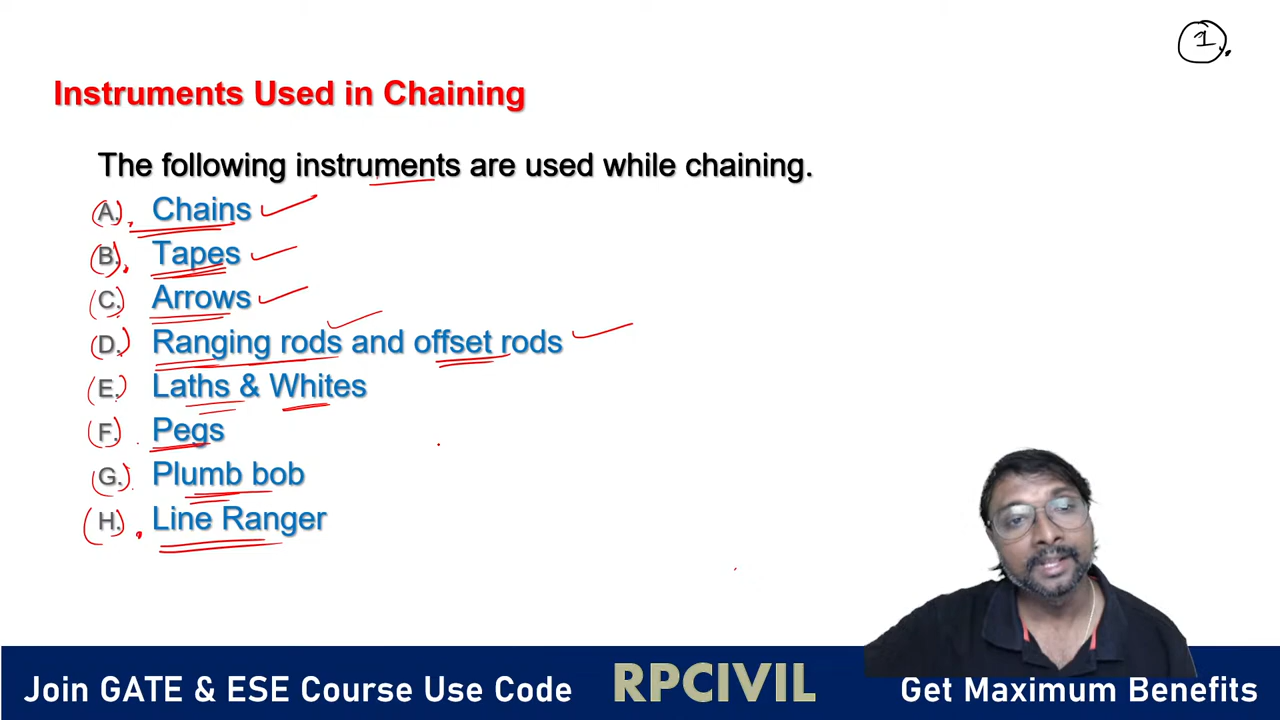 1.
Instruments Used in Chaining
The following instruments are used while chaining.
A. Chains
B. Tapes
C. Arrows
D. Ranging rods and offset rods
E. Laths & Whites
F. Pegs
G. Plumb bob
H. Line Ranger
Join GATE & ESE Course Use Code RPCIVIL Get Maximum Benefits